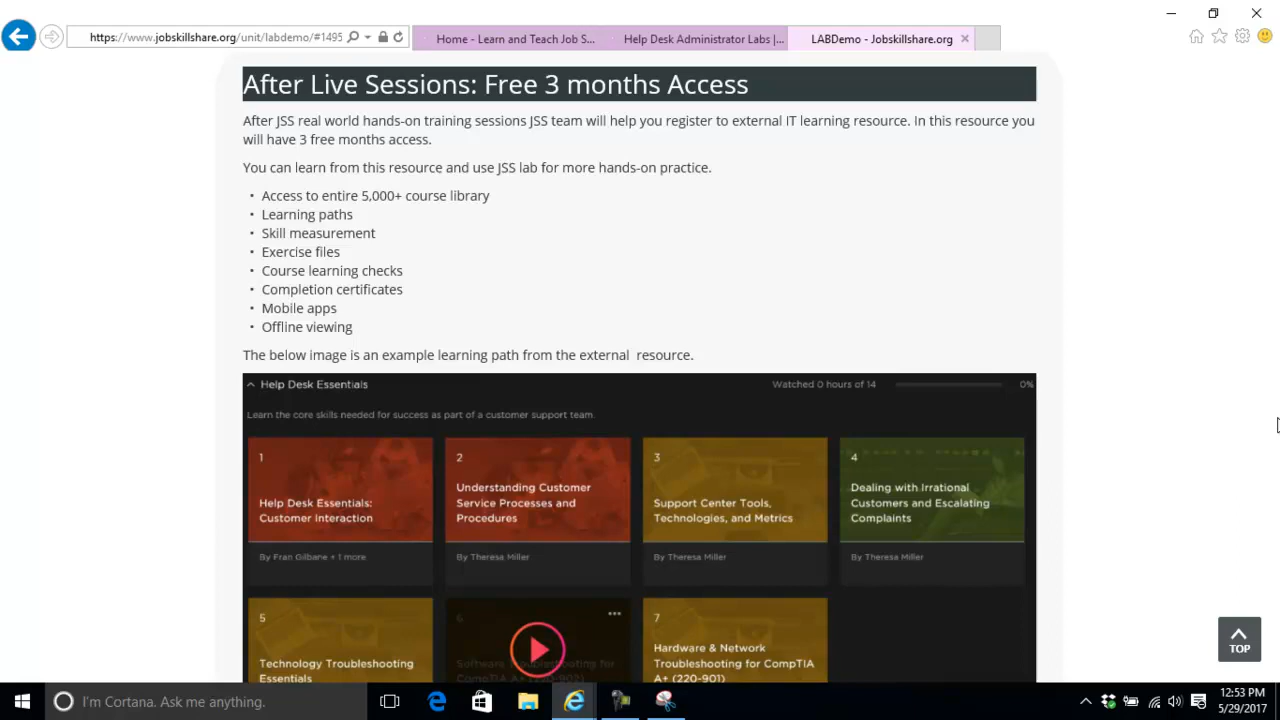 https://www.jobskillshare.org/unit/labdemo/#1495
Home - Learn and Teach Job S...
Help Desk Administrator Labs |...
LABDemo - Jobskillshare.org
After Live Sessions: Free 3 months Access
After JSS real world hands-on training sessions JSS team will help you register to external IT learning resource. In this resource you
will have 3 free months access.
You can learn from this resource and use JSS lab for more hands-on practice.
• Access to entire 5,000+ course library
• Learning paths
• Skill measurement
• Exercise files
• Course learning checks
• Completion certificates
• Mobile apps
• Offline viewing
The below image is an example learning path from the external resource.
Help Desk Essentials
Watched 0 hours of 14
0%
Learn the core skills needed for success as part of a customer support team.
1
Help Desk Essentials:
Customer Interaction
By Fran Gilbane + 1 more
2
Understanding Customer
Service Processes and
Procedures
By Theresa Miller
3
Support Center Tools,
Technologies, and Metrics
By Theresa Miller
4
Dealing with Irrational
Customers and Escalating
Complaints
By Theresa Miller
5
Technology Troubleshooting
Essentials
6
Software Troubleshooting for
CompTIA A+ (220-902)
7
Hardware & Network
Troubleshooting for CompTIA
A+ (220-901)
TOP
I'm Cortana. Ask me anything.
12:53 PM
5/29/2017